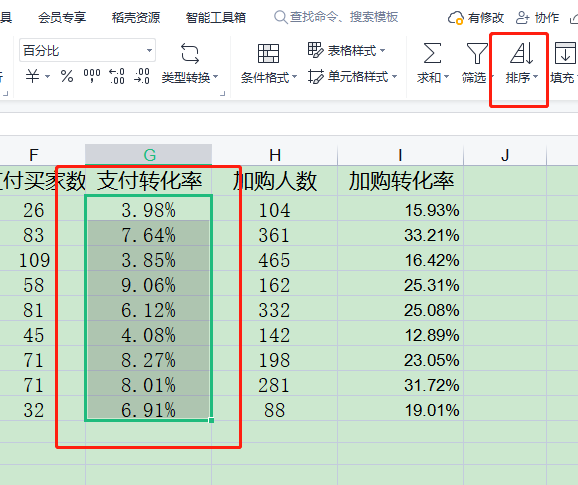 具 会员专享 稻壳资源 智能工具箱 查找命令、搜索模板 有修改 协作
百分比 表格样式
￥ % 000 ←.0 .00 .00 →.0 类型转换 条件格式 单元格样式 求和 筛选 排序 填充
F G H I J
支付买家数 支付转化率 加购人数 加购转化率
26 3.98% 104 15.93%
83 7.64% 361 33.21%
109 3.85% 465 16.42%
58 9.06% 162 25.31%
81 6.12% 332 25.08%
45 4.08% 142 12.89%
71 8.27% 198 23.05%
71 8.01% 281 31.72%
32 6.91% 88 19.01%